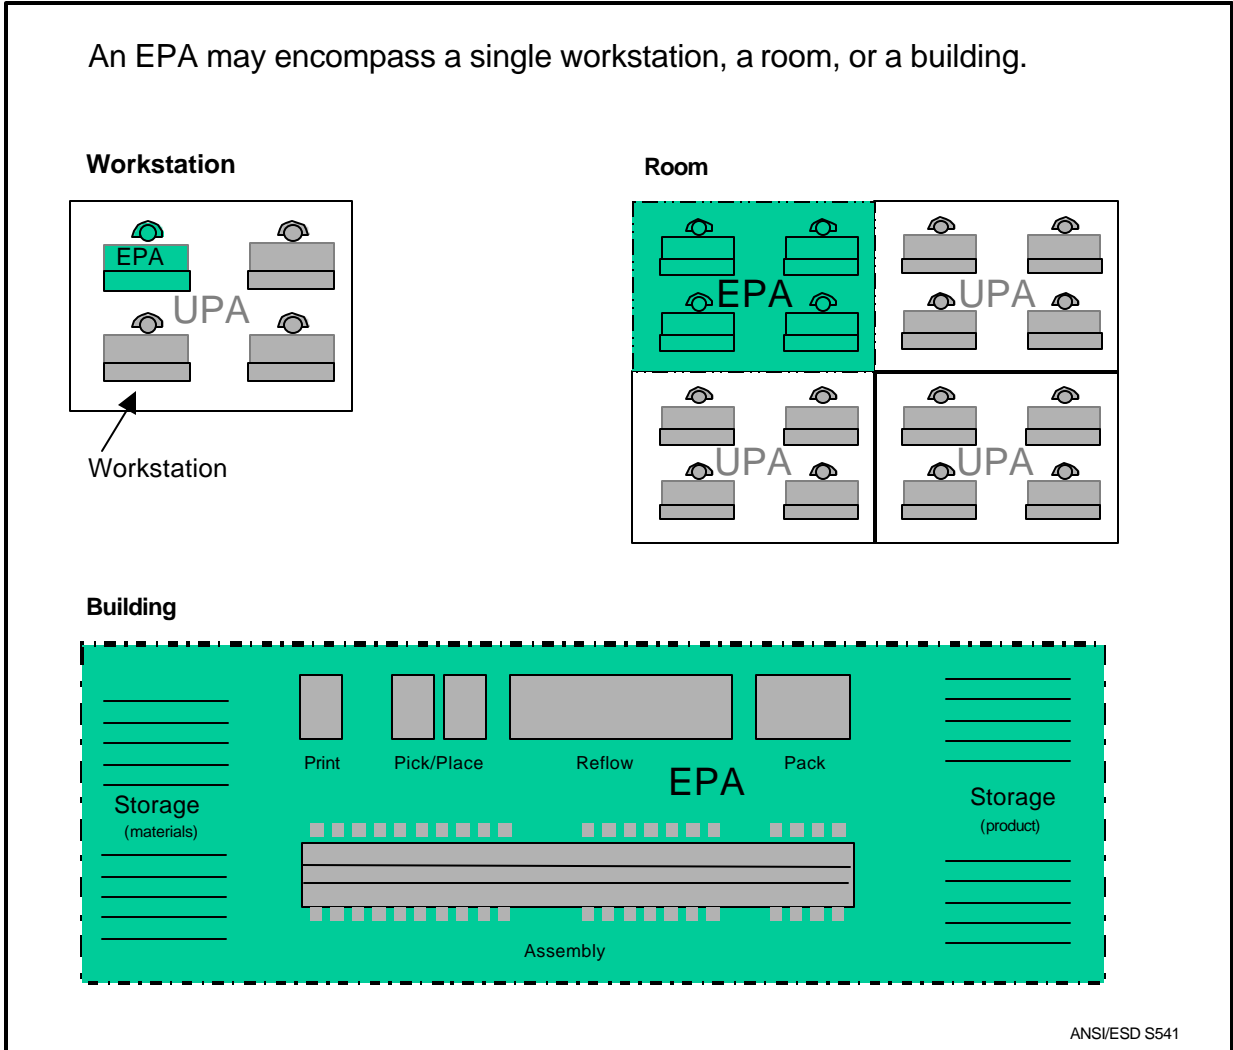 An EPA may encompass a single workstation, a room, or a building.
Workstation
EPA
UPA
Workstation
Room
EPA
UPA
UPA
UPA
Building
Print
Pick/Place
Reflow
Pack
EPA
Storage
(materials)
Storage
(product)
Assembly
ANSI/ESD S541